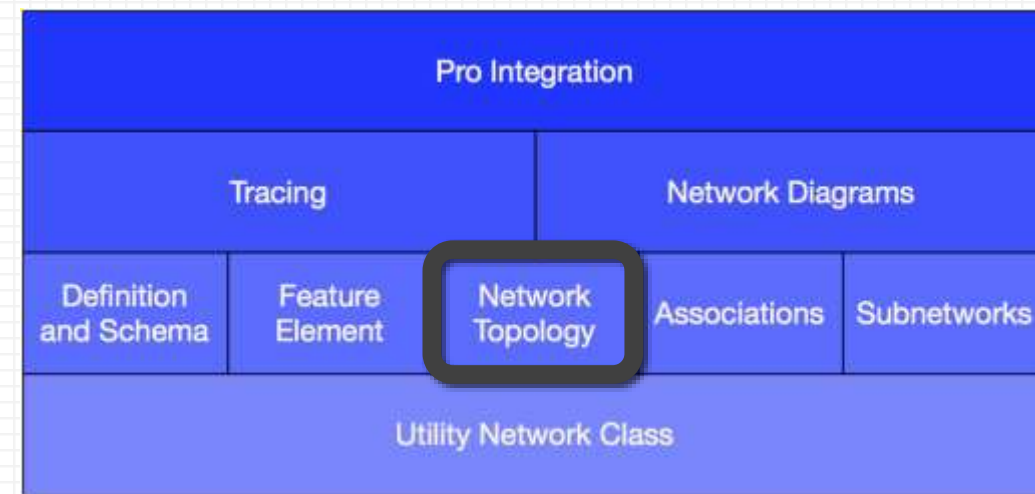 Pro Integration
Tracing
Network Diagrams
Definition
and Schema
Feature
Element
Network
Topology
Associations
Subnetworks
Utility Network Class